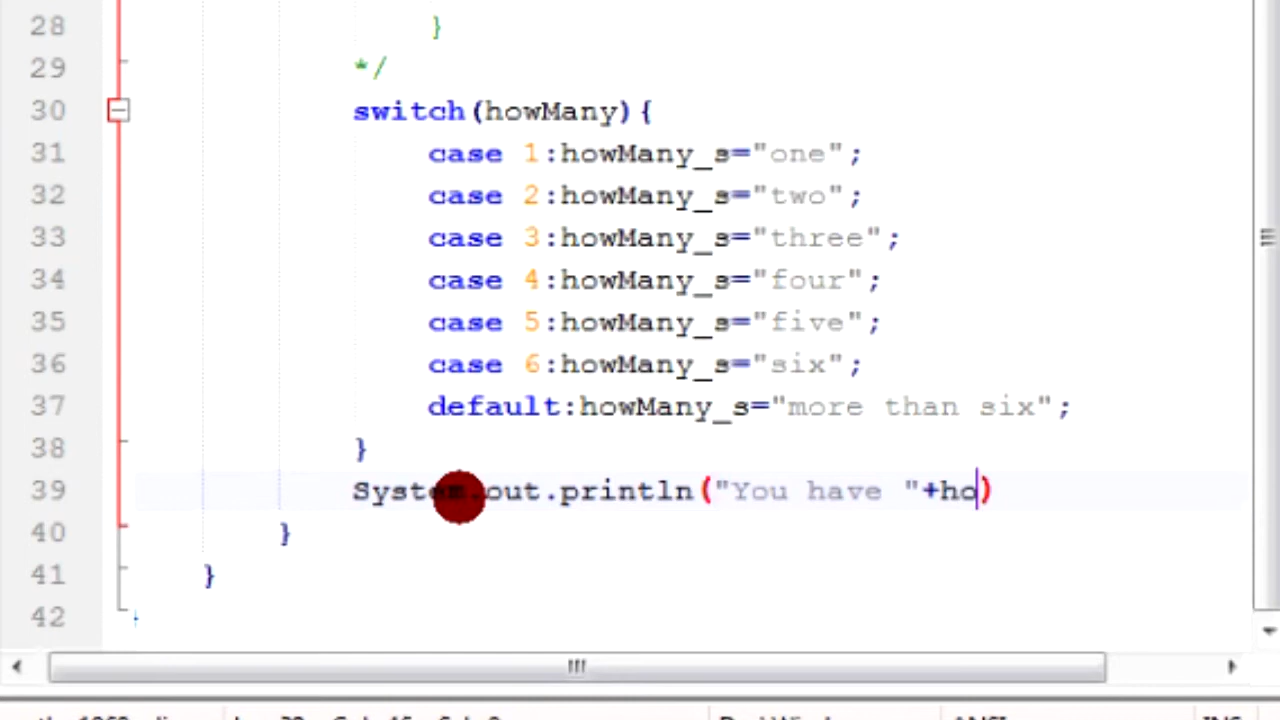 28 }
29 */
30 switch(howMany){
31 case 1:howMany_s="one";
32 case 2:howMany_s="two";
33 case 3:howMany_s="three";
34 case 4:howMany_s="four";
35 case 5:howMany_s="five";
36 case 6:howMany_s="six";
37 default:howMany_s="more than six";
38 }
39 System.out.println("You have "+ho)
40 }
41 }
42